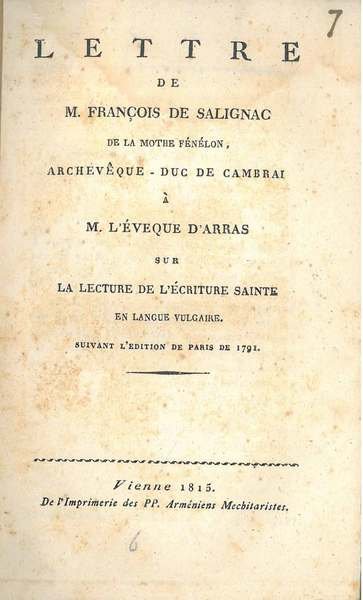 7
LETTRE
DE
M. FRANÇOIS DE SALIGNAC
DE LA MOTHE FÉNÉLON,
ARCHEVÊQUE - DUC DE CAMBRAI
À
M. L'ÉVEQUE D'ARRAS
SUR
LA LECTURE DE L'ÉCRITURE SAINTE
EN LANGUE VULGAIRE.
SUIVANT L'EDITION DE PARIS DE 1791.
Vienne 1815.
De l'Imprimerie des PP. Arméniens Mechitaristes.
6